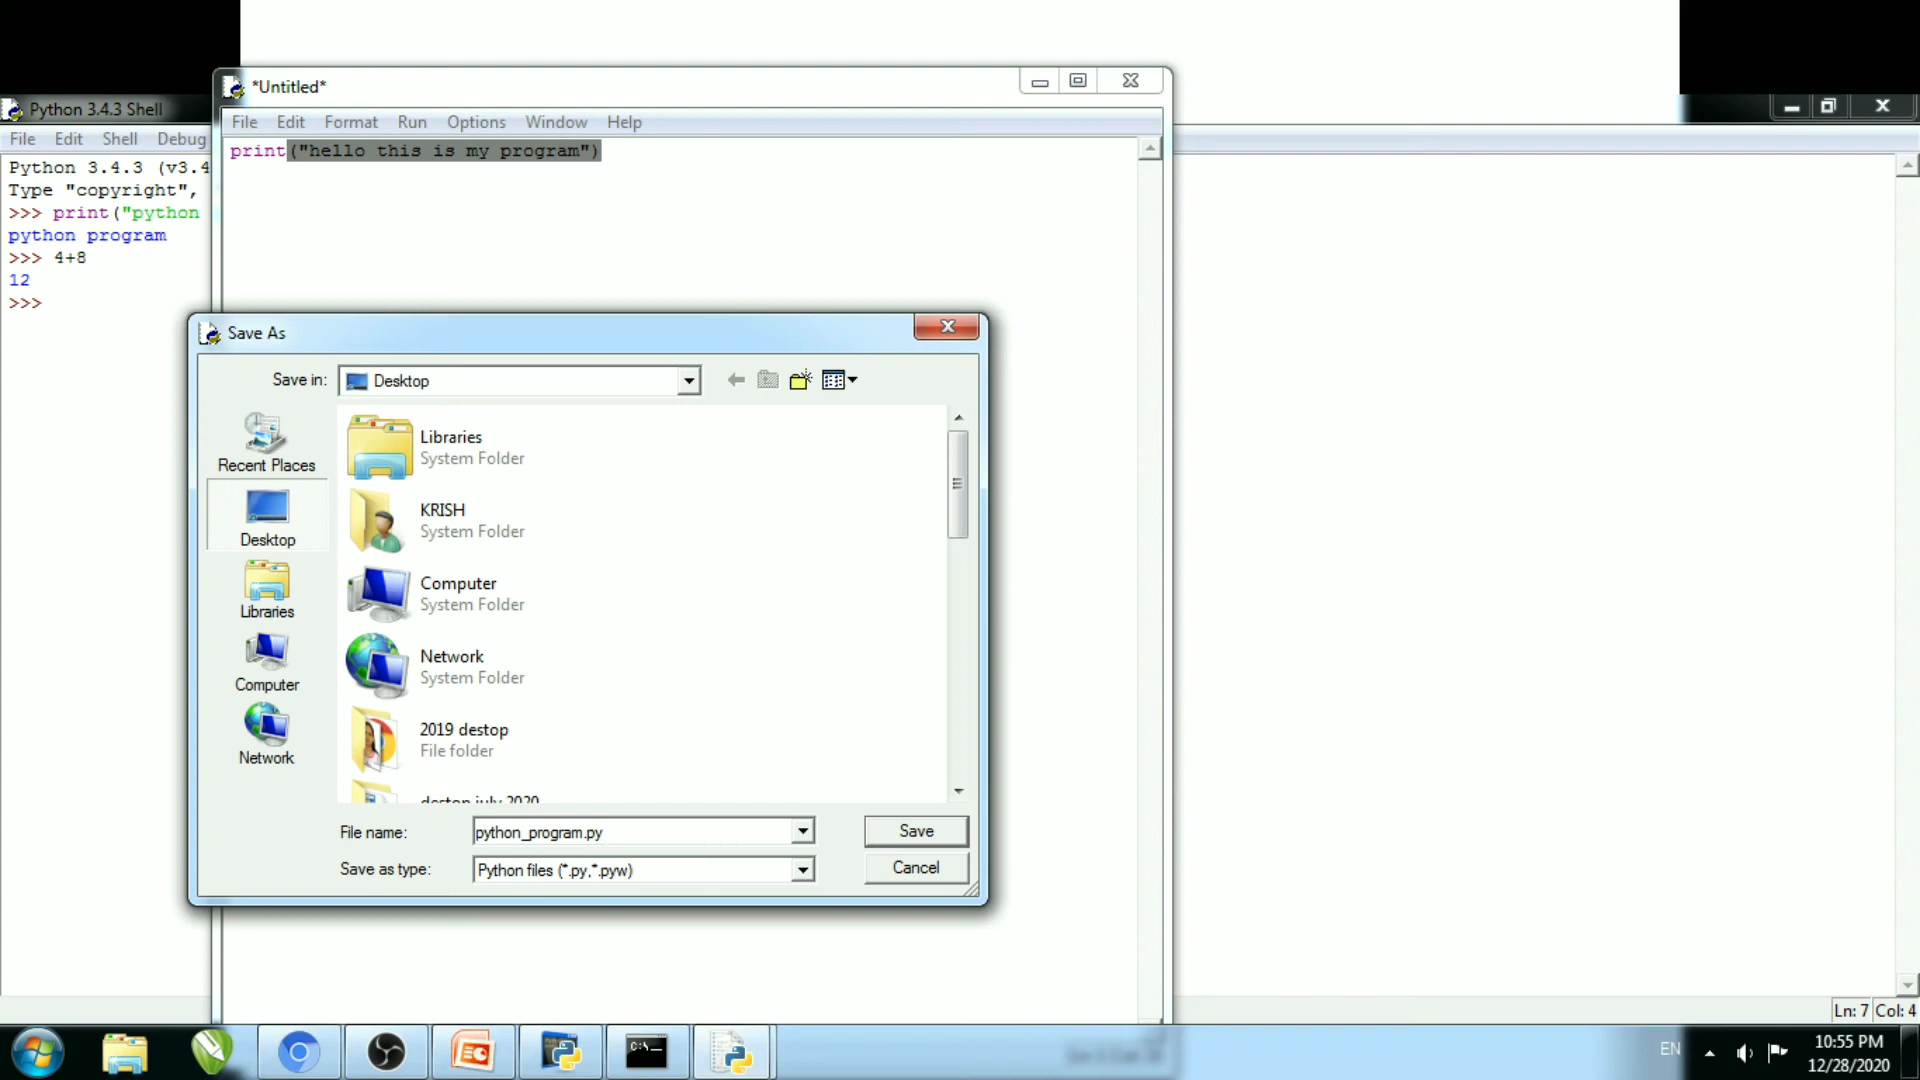 *Untitled*
File Edit Format Run Options Window Help
print("hello this is my program")
Python 3.4.3 Shell
File Edit Shell Debug
Python 3.4.3 (v3.4
Type "copyright",
>>> print("python
python program
>>> 4+8
12
>>>
Save As
Save in: Desktop
Recent Places
Desktop
Libraries
Computer
Network
Libraries
System Folder
KRISH
System Folder
Computer
System Folder
Network
System Folder
2019 destop
File folder
destop july 2020
File name: python_program.py Save
Save as type: Python files (*.py,*.pyw) Cancel
Ln: 7 Col: 4
C:\_
EN
10:55 PM
12/28/2020